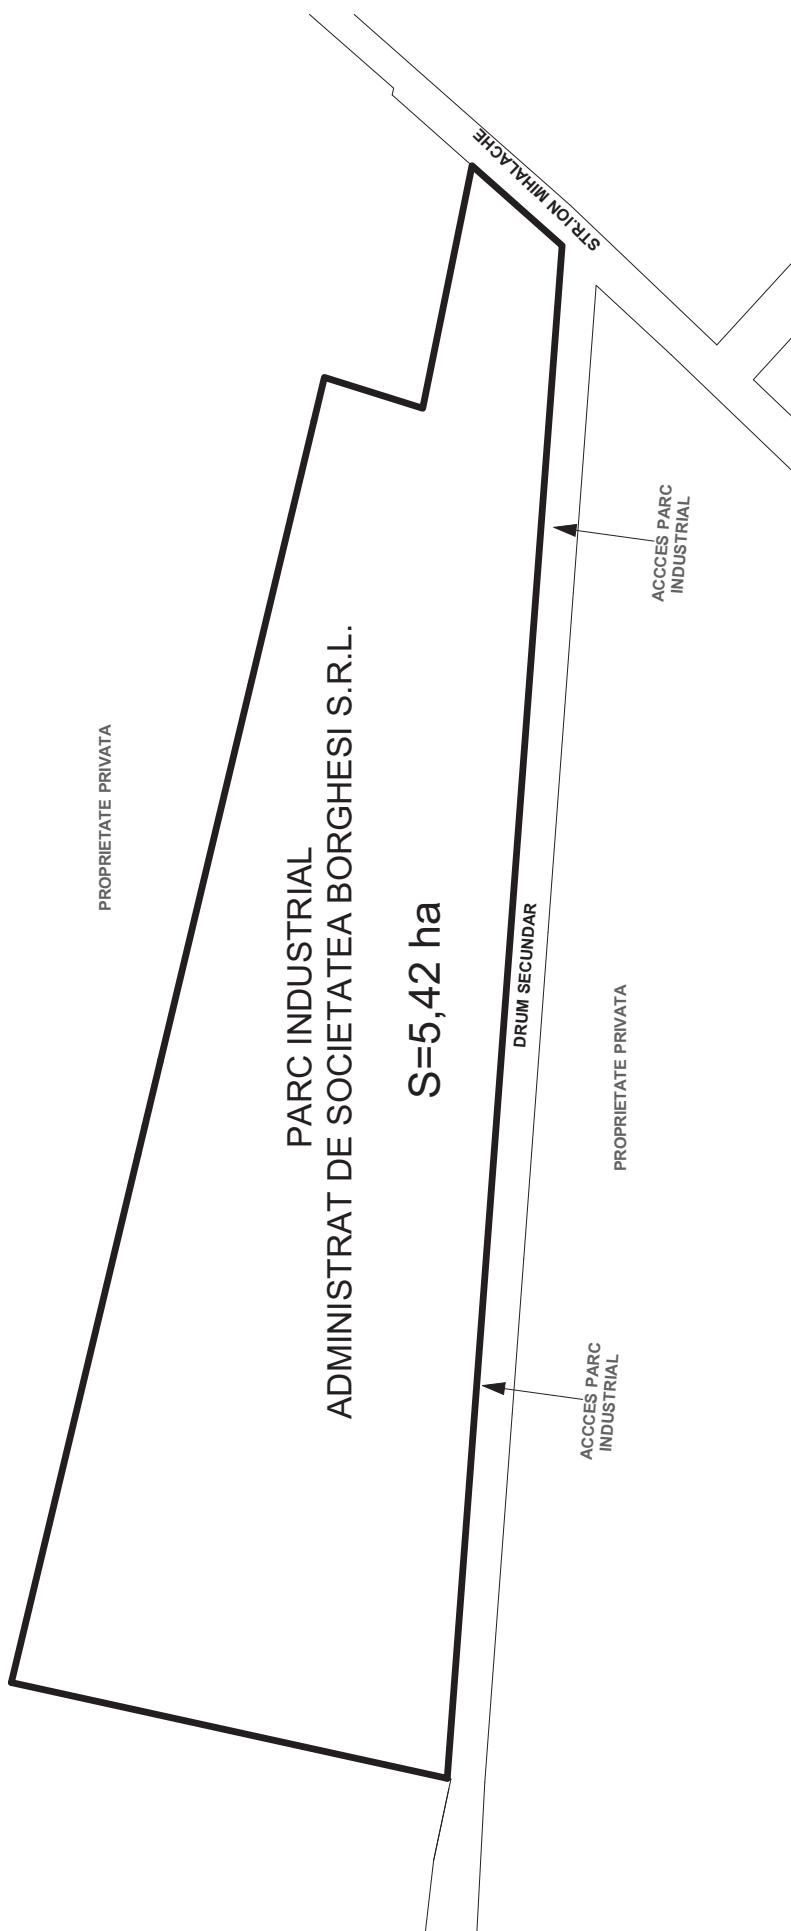 STR.ION MIHALACHE
ACCCES PARC
INDUSTRIAL
PROPRIETATE PRIVATA
PARC INDUSTRIAL
ADMINISTRAT DE SOCIETATEA BORGHESI S.R.L.
S=5,42 ha
DRUM SECUNDAR
PROPRIETATE PRIVATA
ACCCES PARC
INDUSTRIAL